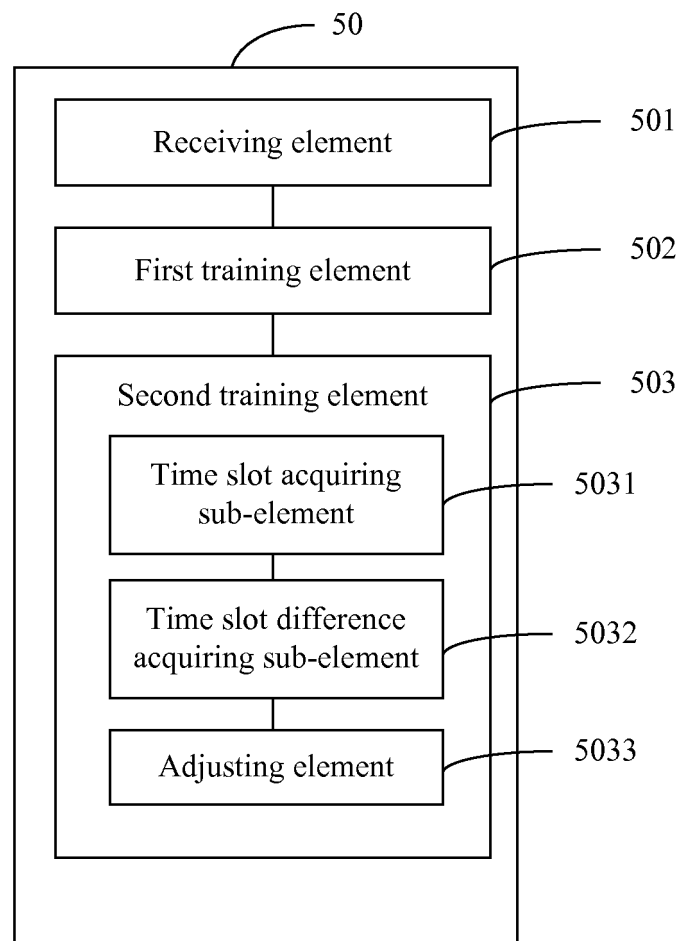 50
Receiving element
501
First training element
502
Second training element
503
Time slot acquiring
sub-element
5031
Time slot difference
acquiring sub-element
5032
Adjusting element
5033